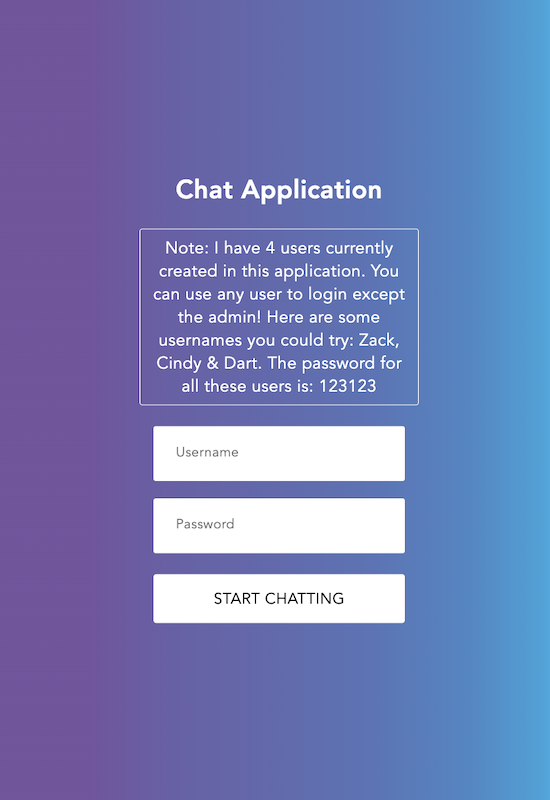 Chat Application
Note: I have 4 users currently
created in this application. You
can use any user to login except
the admin! Here are some
usernames you could try: Zack,
Cindy & Dart. The password for
all these users is: 123123
Username
Password
START CHATTING